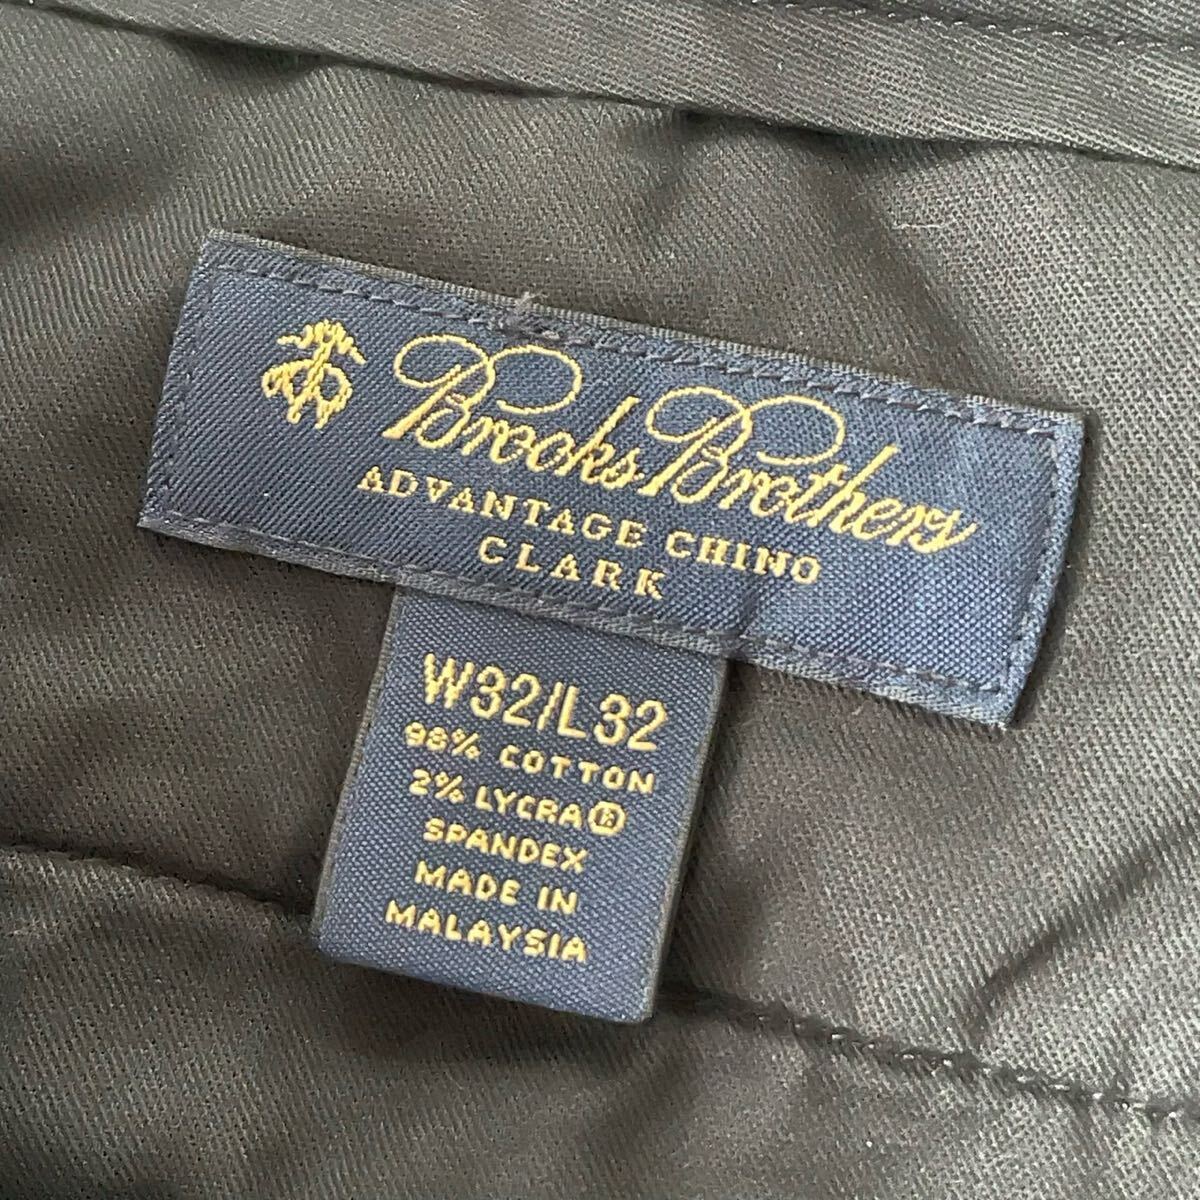 Brooks Brothers
ADVANTAGE CHINO
CLARK
W32/L32
98% COTTON
2% LYCRA®
SPANDEX
MADE IN
MALAYSIA